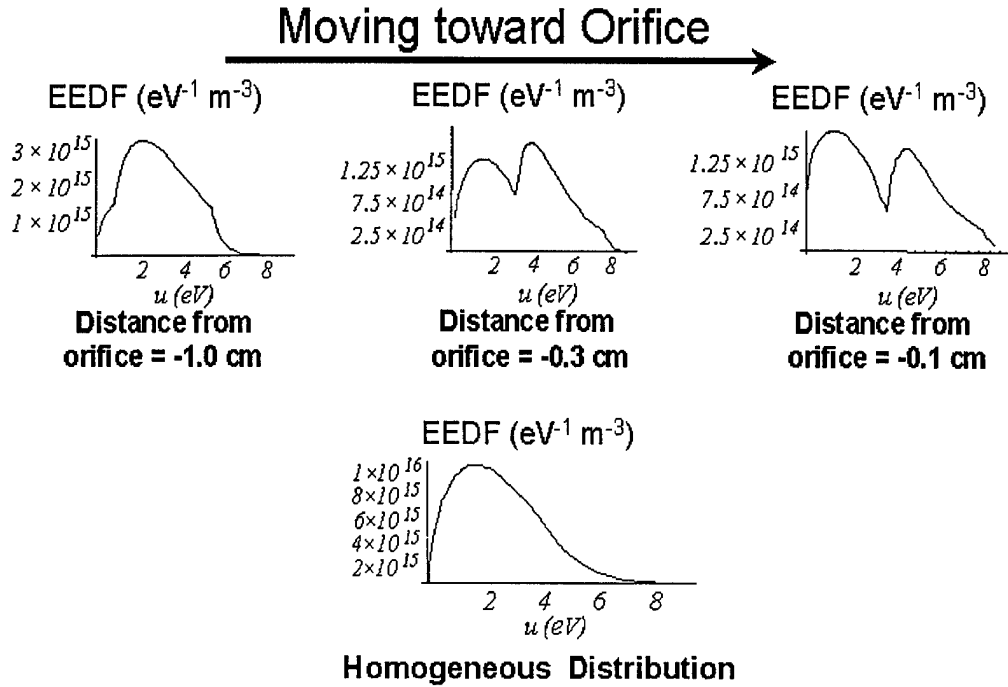 Moving toward Orifice
EEDF (eV-1 m-3)
3 × 10 15
2 × 10 15
1 × 10 15
2 4 6 8
u (eV)
Distance from
orifice = -1.0 cm
EEDF (eV-1 m-3)
1.25 × 10 15
7.5 × 10 14
2.5 × 10 14
2 4 6 8
u (eV)
Distance from
orifice = -0.3 cm
EEDF (eV-1 m-3)
1.25 × 10 15
7.5 × 10 14
2.5 × 10 14
2 4 6 8
u (eV)
Distance from
orifice = -0.1 cm
EEDF (eV-1 m-3)
1×10 16
8×10 15
6×10 15
4×10 15
2×10 15
2 4 6 8
u (eV)
Homogeneous Distribution